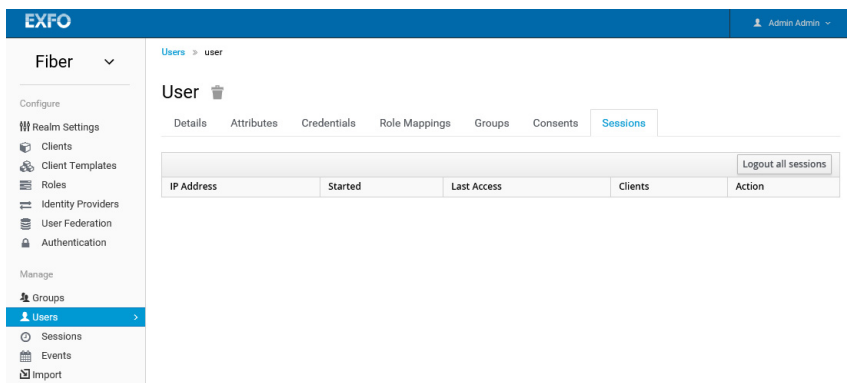 EXFO
Admin Admin
Fiber
Users » user
User
Configure
Details Attributes Credentials Role Mappings Groups Consents Sessions
Realm Settings
Clients
Client Templates
Roles
Identity Providers
User Federation
Authentication
Logout all sessions
IP Address Started Last Access Clients Action
Manage
Groups
Users
Sessions
Events
Import